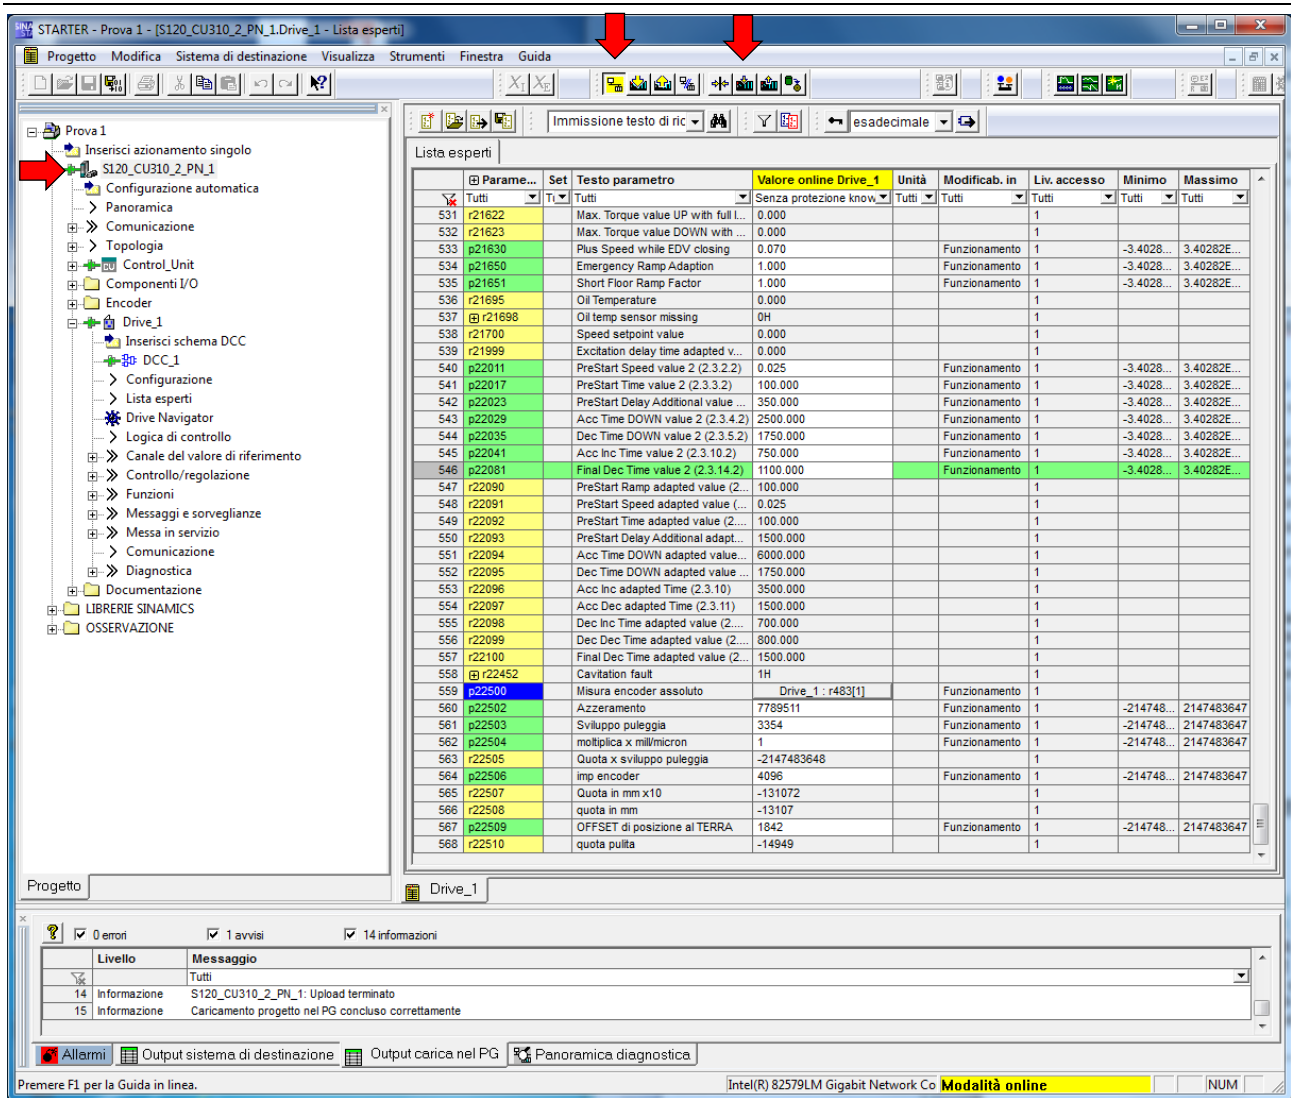 STARTER - Prova 1 - [S120_CU310_2_PN_1.Drive_1 - Lista esperti]
Progetto Modifica Sistema di destinazione Visualizza Strumenti Finestra Guida
Immissione testo di ric esadecimale
Prova 1
Inserisci azionamento singolo
S120_CU310_2_PN_1
Configurazione automatica
Panoramica
Comunicazione
Topologia
Control_Unit
Componenti I/O
Encoder
Drive_1
Inserisci schema DCC
DCC_1
Configurazione
Lista esperti
Drive Navigator
Logica di controllo
Canale del valore di riferimento
Controllo/regolazione
Funzioni
Messaggi e sorveglianze
Messa in servizio
Comunicazione
Diagnostica
Documentazione
LIBRERIE SINAMICS
OSSERVAZIONE
Progetto
Lista esperti
Parame... Set Testo parametro Valore online Drive_1 Unità Modificab. in Liv. accesso Minimo Massimo
Tutti Tutti Senza protezione know Tutti Tutti Tutti Tutti Tutti
531 r21622 Max. Torque value UP with full l... 0.000 1
532 r21623 Max. Torque value DOWN with ... 0.000 1
533 p21630 Plus Speed while EDV closing 0.070 Funzionamento 1 -3.4028... 3.40282E...
534 p21650 Emergency Ramp Adaption 1.000 Funzionamento 1 -3.4028... 3.40282E...
535 p21651 Short Floor Ramp Factor 1.000 Funzionamento 1 -3.4028... 3.40282E...
536 r21695 Oil Temperature 0.000 1
537 r21698 Oil temp sensor missing 0H 1
538 r21700 Speed setpoint value 0.000 1
539 r21999 Excitation delay time adapted v... 0.000 1
540 p22011 PreStart Speed value 2 (2.3.2.2) 0.025 Funzionamento 1 -3.4028... 3.40282E...
541 p22017 PreStart Time value 2 (2.3.3.2) 100.000 Funzionamento 1 -3.4028... 3.40282E...
542 p22023 PreStart Delay Additional value ... 350.000 Funzionamento 1 -3.4028... 3.40282E...
543 p22029 Acc Time DOWN value 2 (2.3.4.2) 2500.000 Funzionamento 1 -3.4028... 3.40282E...
544 p22035 Dec Time DOWN value 2 (2.3.5.2) 1750.000 Funzionamento 1 -3.4028... 3.40282E...
545 p22041 Acc Inc Time value 2 (2.3.10.2) 750.000 Funzionamento 1 -3.4028... 3.40282E...
546 p22081 Final Dec Time value 2 (2.3.14.2) 1100.000 Funzionamento 1 -3.4028... 3.40282E...
547 r22090 PreStart Ramp adapted value (2... 100.000 1
548 r22091 PreStart Speed adapted value (... 0.025 1
549 r22092 PreStart Time adapted value (2.... 100.000 1
550 r22093 PreStart Delay Additional adapt... 1500.000 1
551 r22094 Acc Time DOWN adapted value... 6000.000 1
552 r22095 Dec Time DOWN adapted value ... 1750.000 1
553 r22096 Acc Inc adapted Time (2.3.10) 3500.000 1
554 r22097 Acc Dec adapted Time (2.3.11) 1500.000 1
555 r22098 Dec Inc Time adapted value (2.... 700.000 1
556 r22099 Dec Dec Time adapted value (2.... 800.000 1
557 r22100 Final Dec Time adapted value (2... 1500.000 1
558 r22452 Cavitation fault 1H 1
559 p22500 Misura encoder assoluto Drive_1 : r483[1] Funzionamento 1
560 p22502 Azzeramento 7789511 Funzionamento 1 -214748... 2147483647
561 p22503 Sviluppo puleggia 3354 Funzionamento 1 -214748... 2147483647
562 p22504 moltiplica x mill/micron 1 Funzionamento 1 -214748... 2147483647
563 r22505 Quota x sviluppo puleggia -2147483648 1
564 p22506 imp encoder 4096 Funzionamento 1 -214748... 2147483647
565 r22507 Quota in mm x10 -131072 1
566 r22508 quota in mm -13107 1
567 p22509 OFFSET di posizione al TERRA 1842 Funzionamento 1 -214748... 2147483647
568 r22510 quota pulita -14949 1
Drive_1
0 errori 1 avvisi 14 informazioni
Livello Messaggio
Tutti
14 Informazione S120_CU310_2_PN_1: Upload terminato
15 Informazione Caricamento progetto nel PG concluso correttamente
Allarmi Output sistema di destinazione Output carica nel PG Panoramica diagnostica
Premere F1 per la Guida in linea. Intel(R) 82579LM Gigabit Network Co Modalità online NUM